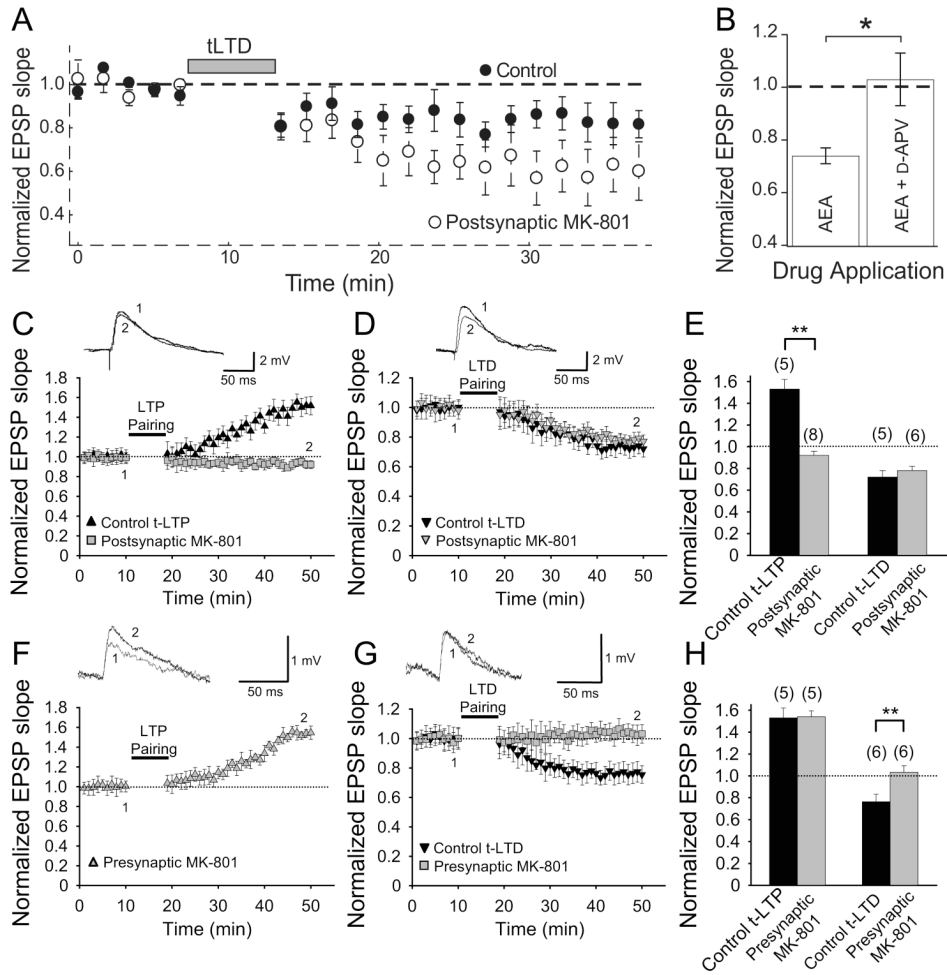 A
tLTD
Control
Postsynaptic MK-801
Normalized EPSP slope
1.0
0.8
0.6
0.4
0
10
20
30
Time (min)
B
*
Normalized EPSP slope
1.0
0.8
0.6
0.4
AEA
AEA + D-APV
Drug Application
C
1
2
2 mV
50 ms
Normalized EPSP slope
1.8
1.6
1.4
1.2
1.0
0.8
0.6
0.4
0.2
0
LTP
Pairing
1
2
Control t-LTP
Postsynaptic MK-801
0 10 20 30 40 50
Time (min)
D
1
2
2 mV
50 ms
LTD
Pairing
Normalized EPSP slope
1.2
1.0
0.8
0.6
0.4
0.2
0
1
2
Control t-LTD
Postsynaptic MK-801
0 10 20 30 40 50
Time (min)
E
**
(5)
(8)
(5)
(6)
Normalized EPSP slope
1.6
1.4
1.2
1.0
0.8
0.6
0.4
0.2
0
Control t-LTP
Postsynaptic
MK-801
Control t-LTD
Postsynaptic
MK-801
F
2
1
1 mV
50 ms
Normalized EPSP slope
1.8
1.6
1.4
1.2
1.0
0.8
0.6
0.4
0.2
0
LTP
Pairing
1
2
Presynaptic MK-801
0 10 20 30 40 50
Time (min)
G
2
1
1 mV
50 ms
LTD
Pairing
Normalized EPSP slope
1.2
1.0
0.8
0.6
0.4
0.2
0
1
2
Control t-LTD
Presynaptic MK-801
0 10 20 30 40 50
Time (min)
H
(5) (5)
**
(6) (6)
Normalized EPSP slope
1.6
1.4
1.2
1.0
0.8
0.6
0.4
0.2
0
Control t-LTP
Presynaptic
MK-801
Control t-LTD
Presynaptic
MK-801